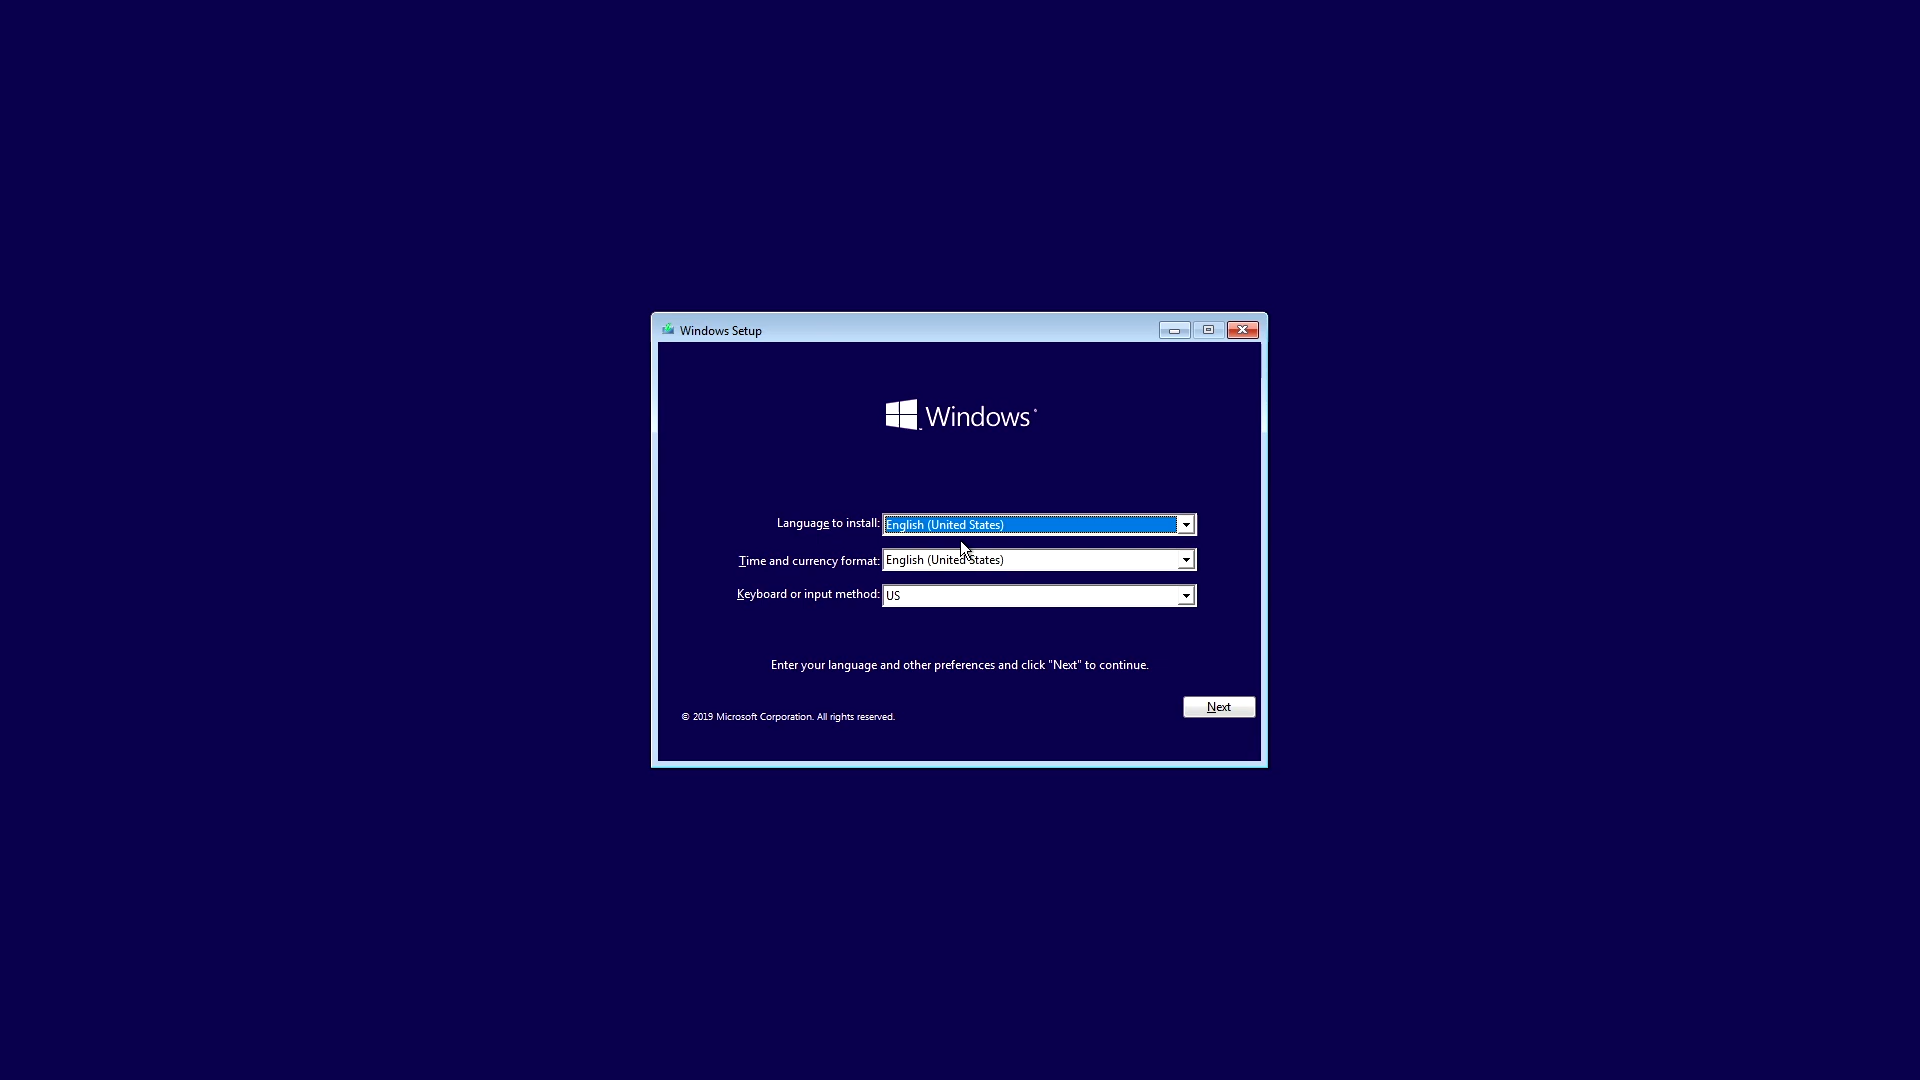 Windows Setup
Windows
Language to install: English (United States)
Time and currency format: English (United States)
Keyboard or input method: US
Enter your language and other preferences and click "Next" to continue.
Next
© 2019 Microsoft Corporation. All rights reserved.